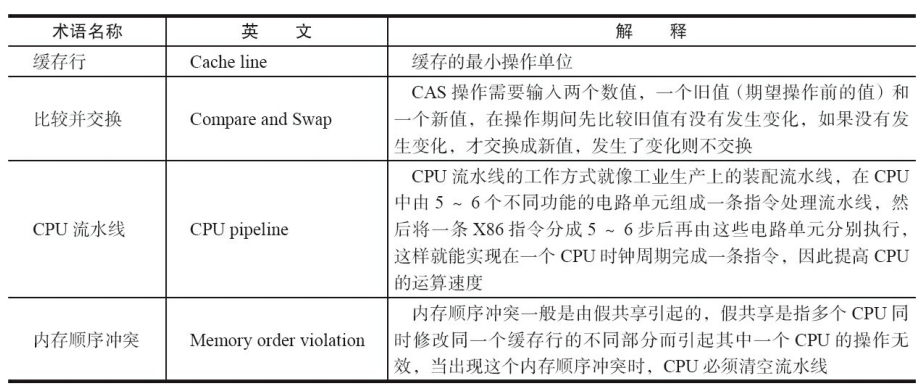 术语名称 英文 解释
缓存行 Cache line 缓存的最小操作单位
比较并交换 Compare and Swap CAS 操作需要输入两个数值，一个旧值（期望操作前的值）和
一个新值，在操作期间先比较旧值有没有发生变化，如果没有发
生变化，才交换成新值，发生了变化则不交换
CPU 流水线 CPU pipeline CPU 流水线的工作方式就像工业生产上的装配流水线，在 CPU
中由 5 ~ 6 个不同功能的电路单元组成一条指令处理流水线，然
后将一条 X86 指令分成 5 ~ 6 步后再由这些电路单元分别执行，
这样就能实现在一个 CPU 时钟周期完成一条指令，因此提高 CPU
的运算速度
内存顺序冲突 Memory order violation 内存顺序冲突一般是由假共享引起的，假共享是指多个 CPU 同
时修改同一个缓存行的不同部分而引起其中一个 CPU 的操作无
效，当出现这个内存顺序冲突时，CPU 必须清空流水线